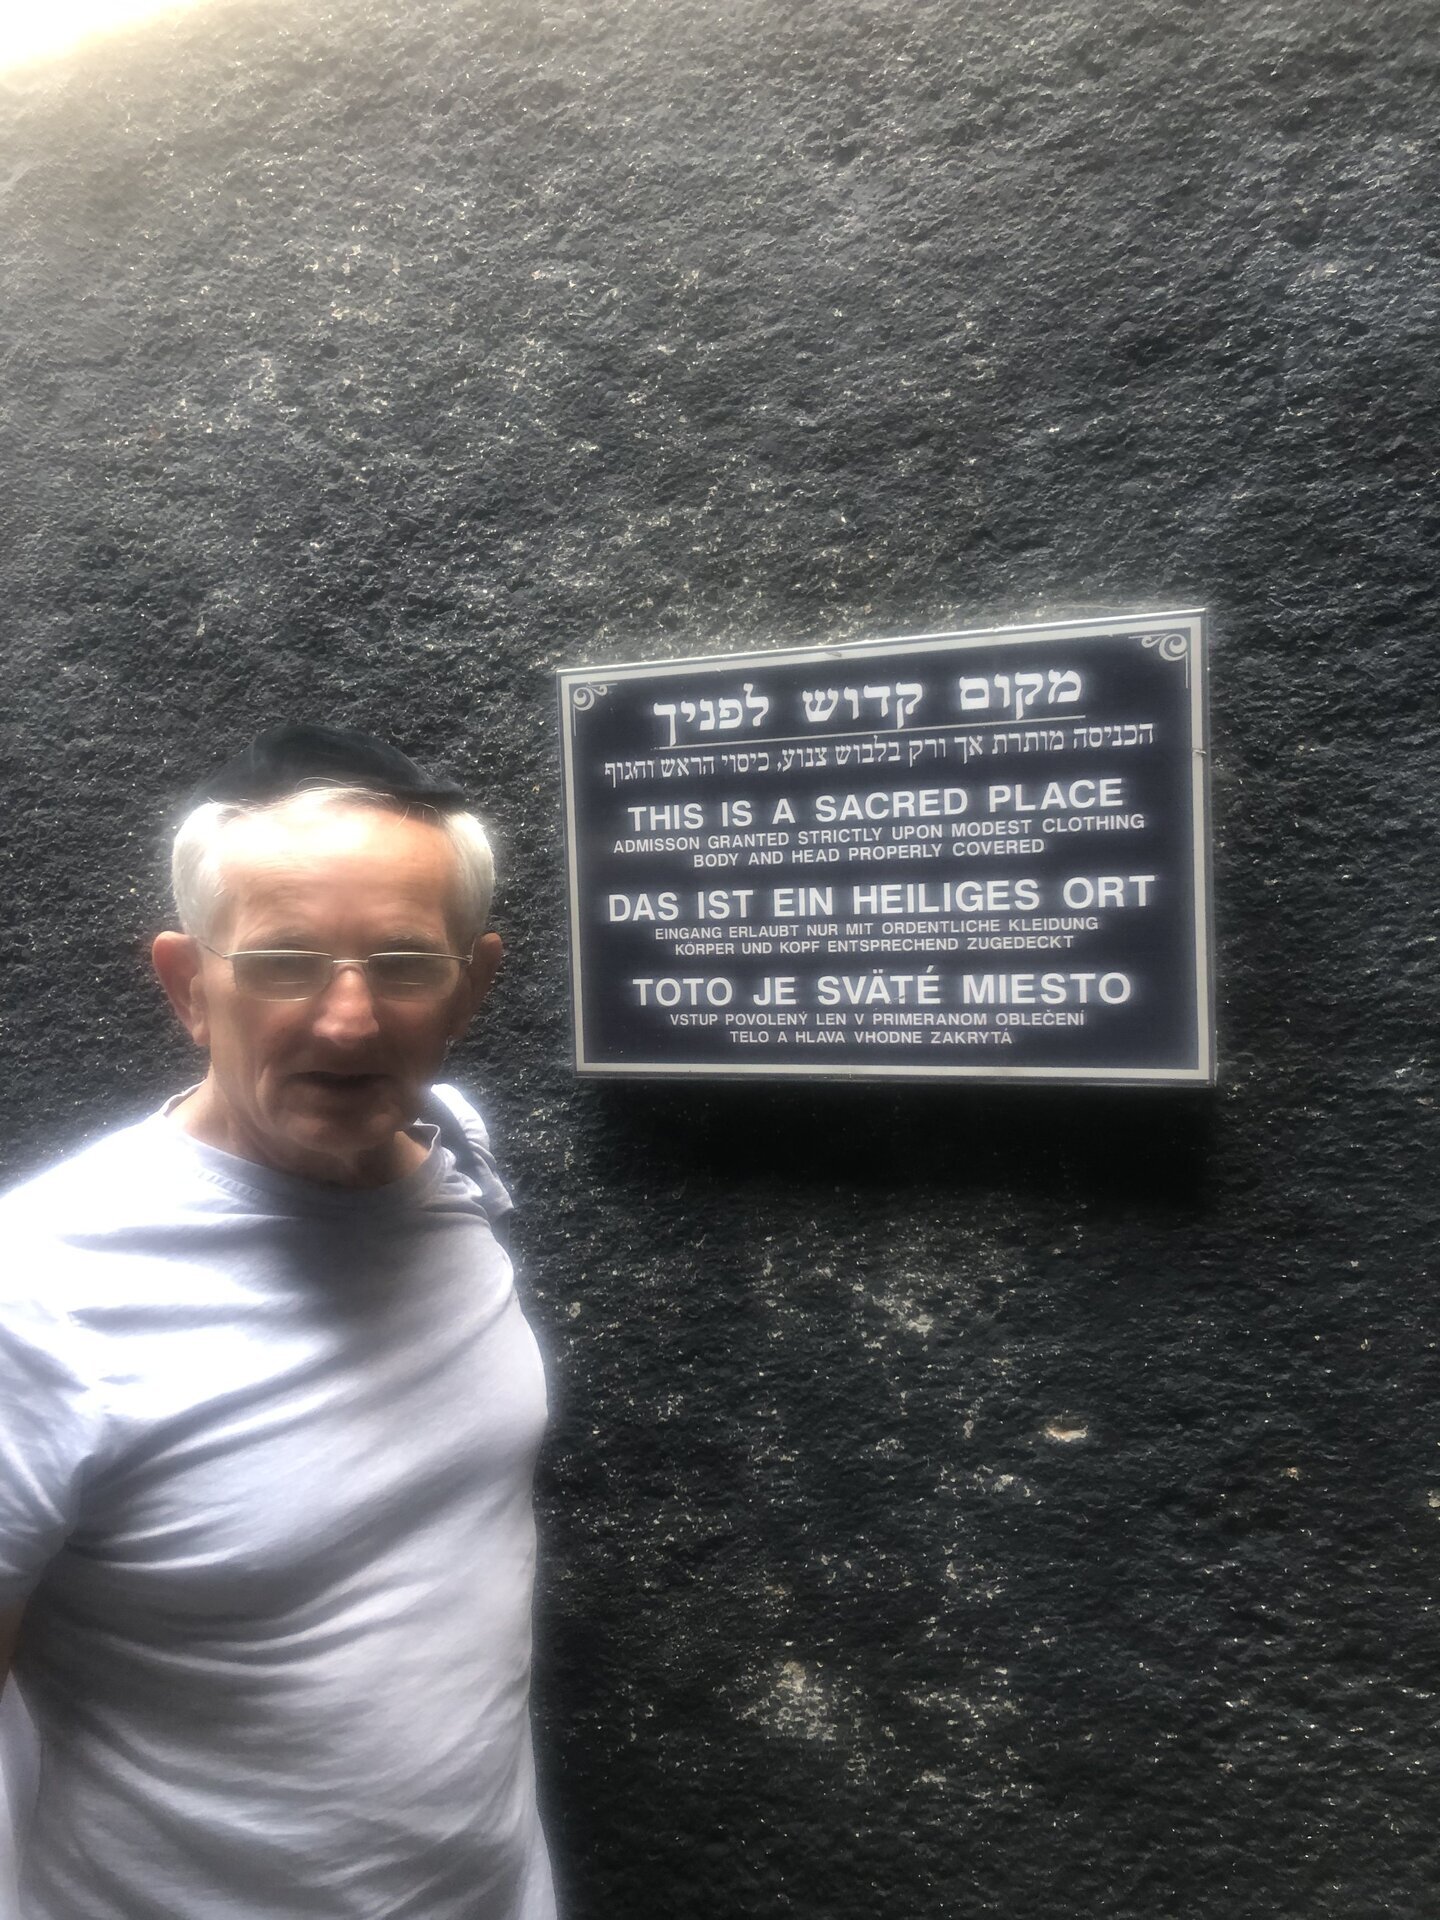 מקום קדוש לפניך
הכניסה מותרת אך ורק בלבוש צנוע, כיסוי הראש והגוף
THIS IS A SACRED PLACE
ADMISSON GRANTED STRICTLY UPON MODEST CLOTHING
BODY AND HEAD PROPERLY COVERED
DAS IST EIN HEILIGES ORT
EINGANG ERLAUBT NUR MIT ORDENTLICHE KLEIDUNG
KÖRPER UND KOPF ENTSPRECHEND ZUGEDECKT
TOTO JE SVÄTÉ MIESTO
VSTUP POVOLENÝ LEN V PRIMERANOM OBLEČENÍ
TELO A HLAVA VHODNE ZAKRYTÁ